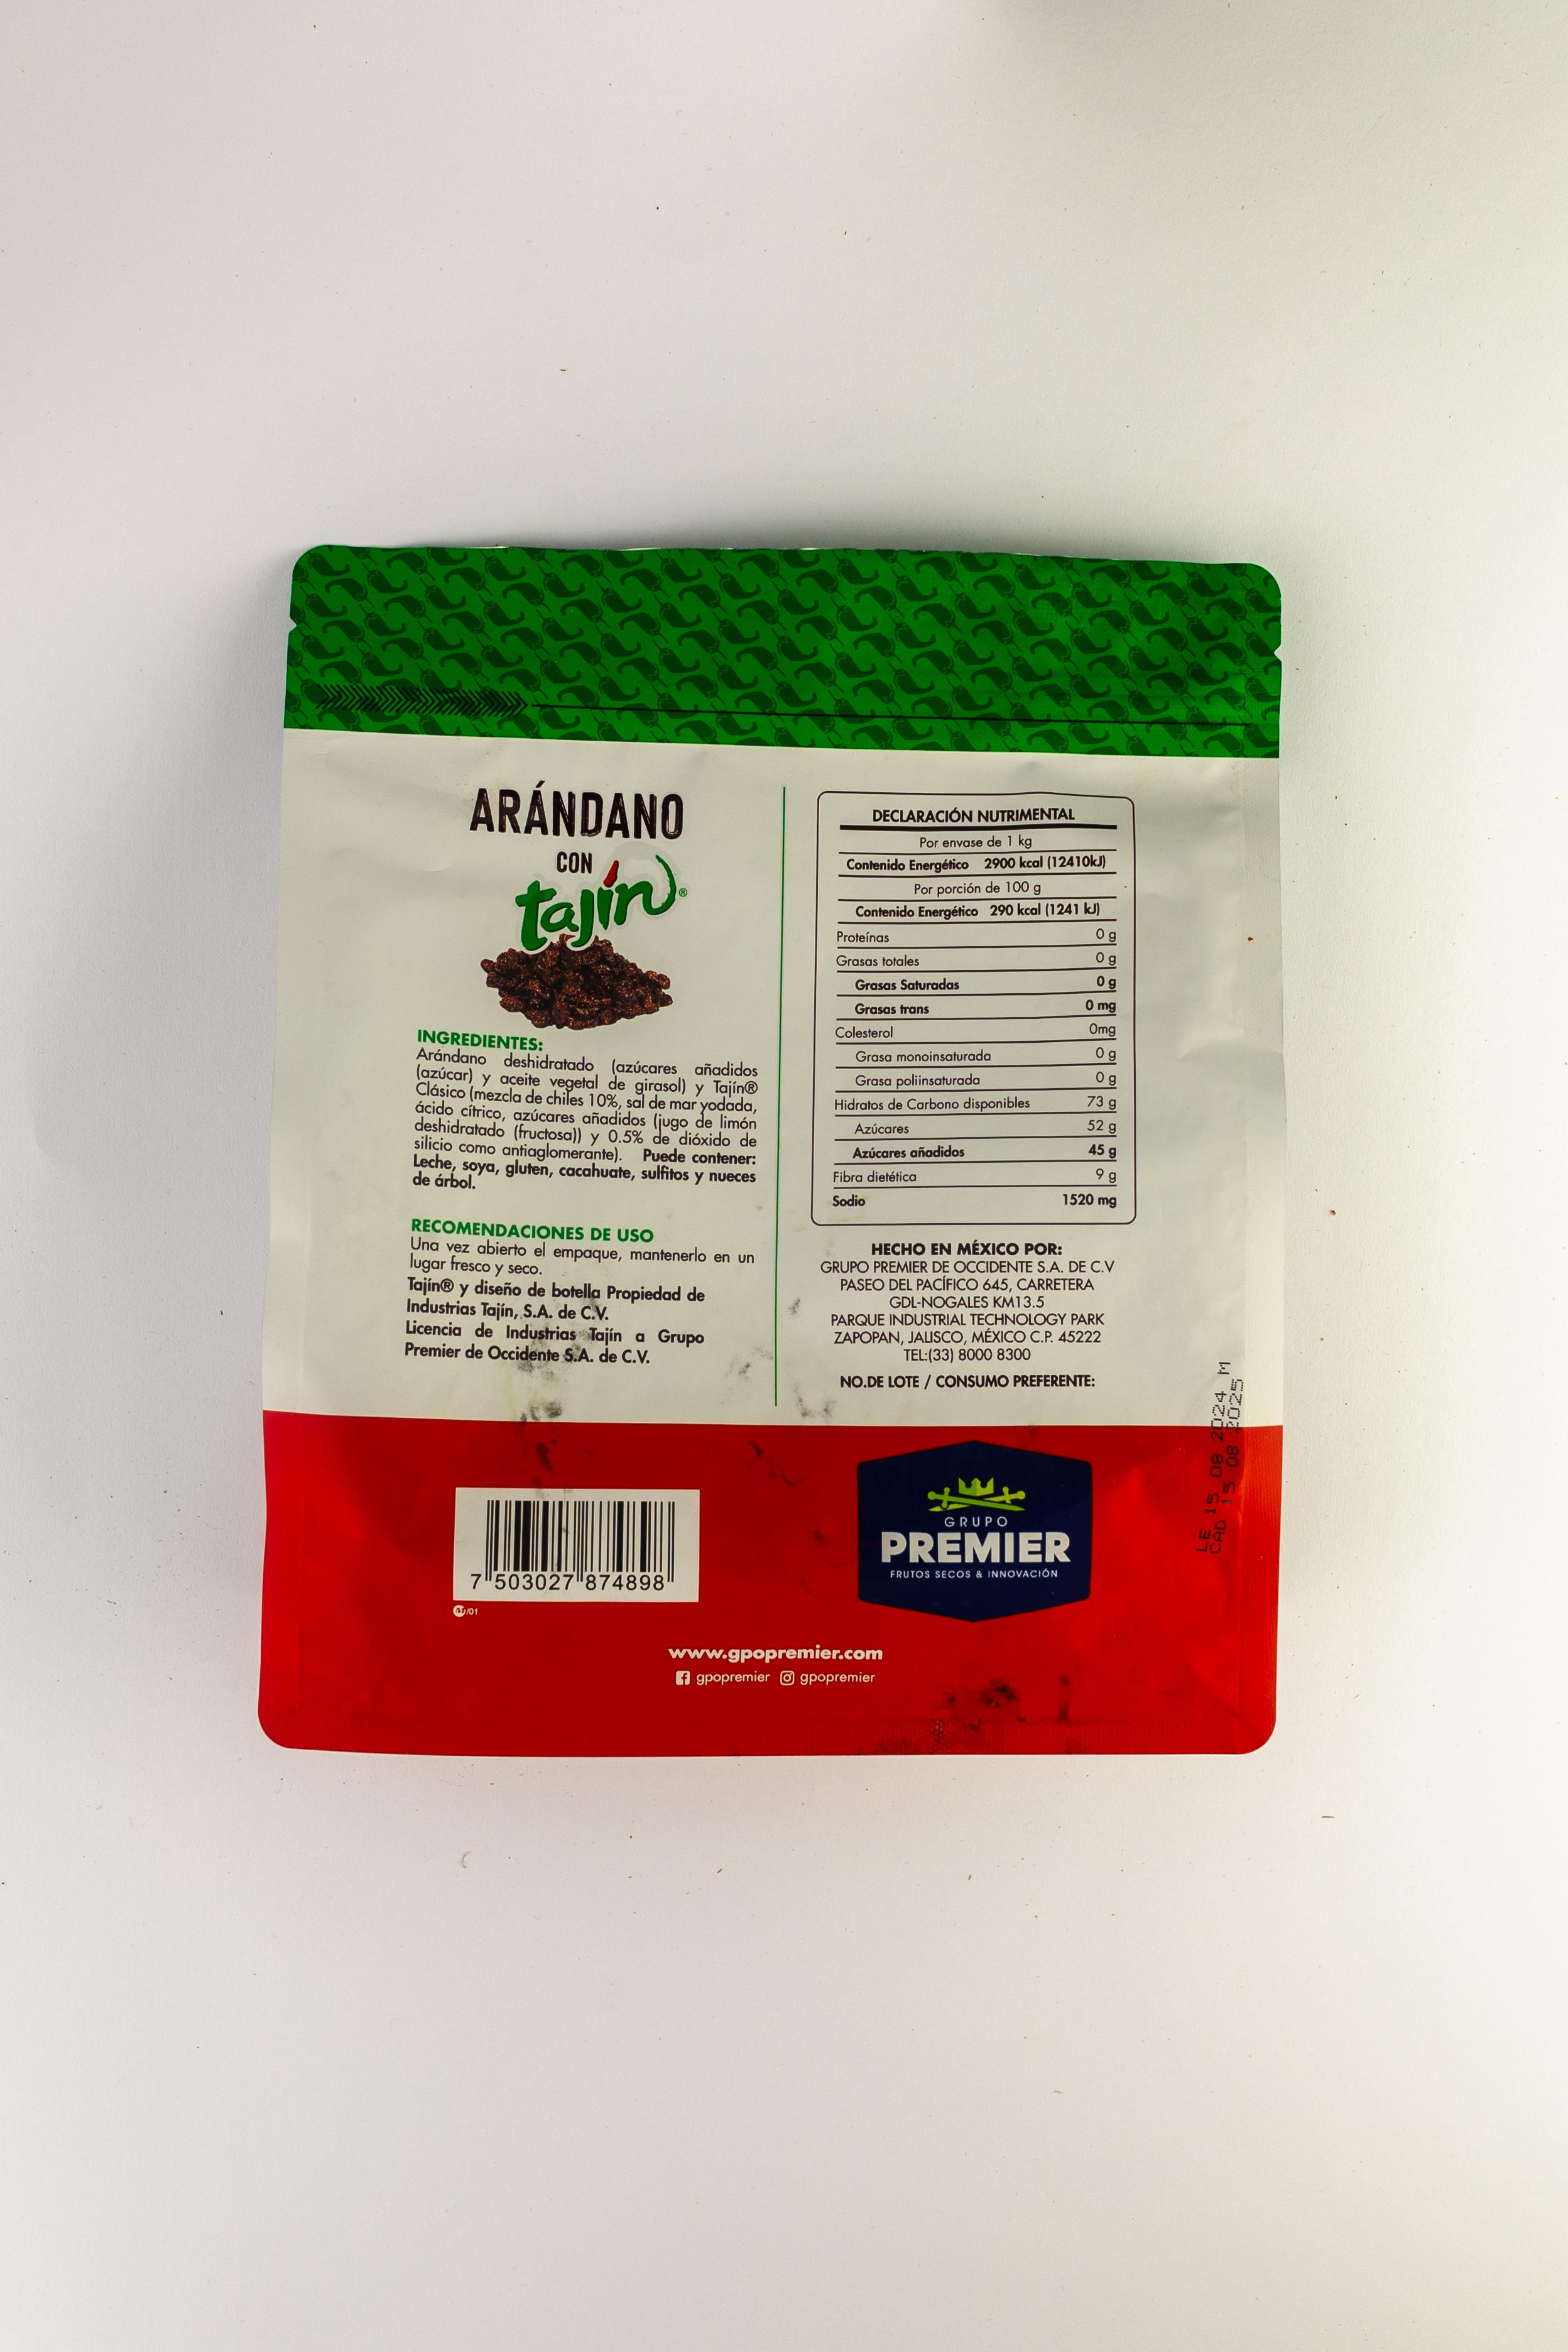 ARÁNDANO
CON
tajín®
INGREDIENTES:
Arándano deshidratado (azúcares añadidos
(azúcar) y aceite vegetal de girasol) y Tajín®
Clásico (mezcla de chiles 10%, sal de mar yodada,
ácido cítrico, azúcares añadidos (jugo de limón
deshidratado (fructosa)) y 0.5% de dióxido de
silicio como antiaglomerante). Puede contener:
Leche, soya, gluten, cacahuate, sulfitos y nueces
de árbol.
RECOMENDACIONES DE USO
Una vez abierto el empaque, mantenerlo en un
lugar fresco y seco.
Tajín® y diseño de botella Propiedad de
Industrias Tajín, S.A. de C.V.
Licencia de Industrias Tajín a Grupo
Premier de Occidente S.A. de C.V.
DECLARACIÓN NUTRIMENTAL
Por envase de 1 kg
Contenido Energético 2900 kcal (12410kJ)
Por porción de 100 g
Contenido Energético 290 kcal (1241 kJ)
Proteínas 0 g
Grasas totales 0 g
Grasas Saturadas 0 g
Grasas trans 0 mg
Colesterol 0mg
Grasa monoinsaturada 0 g
Grasa poliinsaturada 0 g
Hidratos de Carbono disponibles 73 g
Azúcares 52 g
Azúcares añadidos 45 g
Fibra dietética 9 g
Sodio 1520 mg
HECHO EN MÉXICO POR:
GRUPO PREMIER DE OCCIDENTE S.A. DE C.V
PASEO DEL PACÍFICO 645, CARRETERA
GDL-NOGALES KM13.5
PARQUE INDUSTRIAL TECHNOLOGY PARK
ZAPOPAN, JALISCO, MÉXICO C.P. 45222
TEL:(33) 8000 8300
NO.DE LOTE / CONSUMO PREFERENTE:
LE 15 08 2024 M
CAD 15 08 2025
7 503027 874898
/01
GRUPO
PREMIER
FRUTOS SECOS & INNOVACIÓN
www.gpopremier.com
gpopremier gpopremier